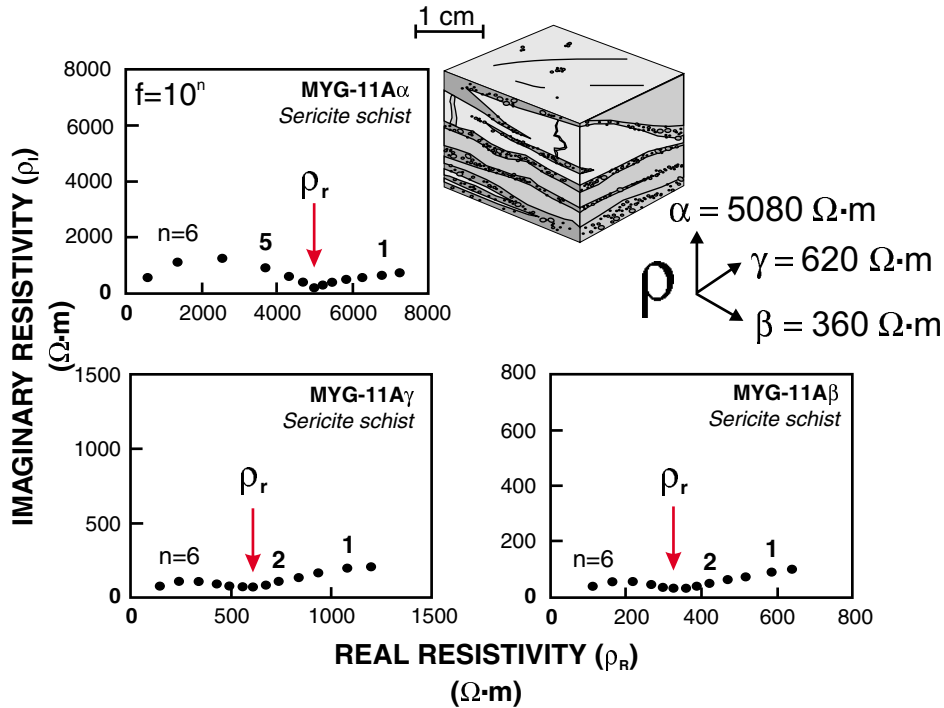 1 cm
8000
6000
4000
2000
0
f=10ⁿ
MYG-11Aα
Sericite schist
ρr
n=6
5
1
0 2000 4000 6000 8000
ρ
α = 5080 Ω·m
γ = 620 Ω·m
β = 360 Ω·m
IMAGINARY RESISTIVITY (ρI)
(Ω·m)
1500
1000
500
0
MYG-11Aγ
Sericite schist
ρr
n=6
2
1
0 500 1000 1500
800
600
400
200
0
MYG-11Aβ
Sericite schist
ρr
n=6
2
1
0 200 400 600 800
REAL RESISTIVITY (ρR)
(Ω·m)